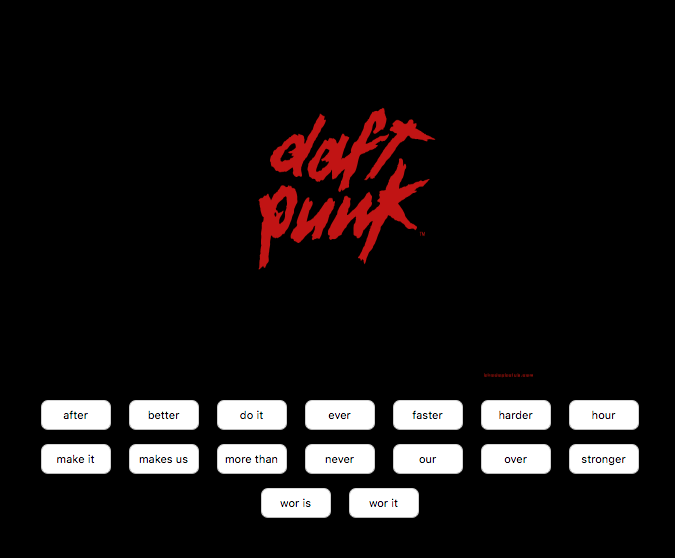 daft
punk
TM
after better do it ever faster harder hour
make it makes us more than never our over stronger
wor is wor it